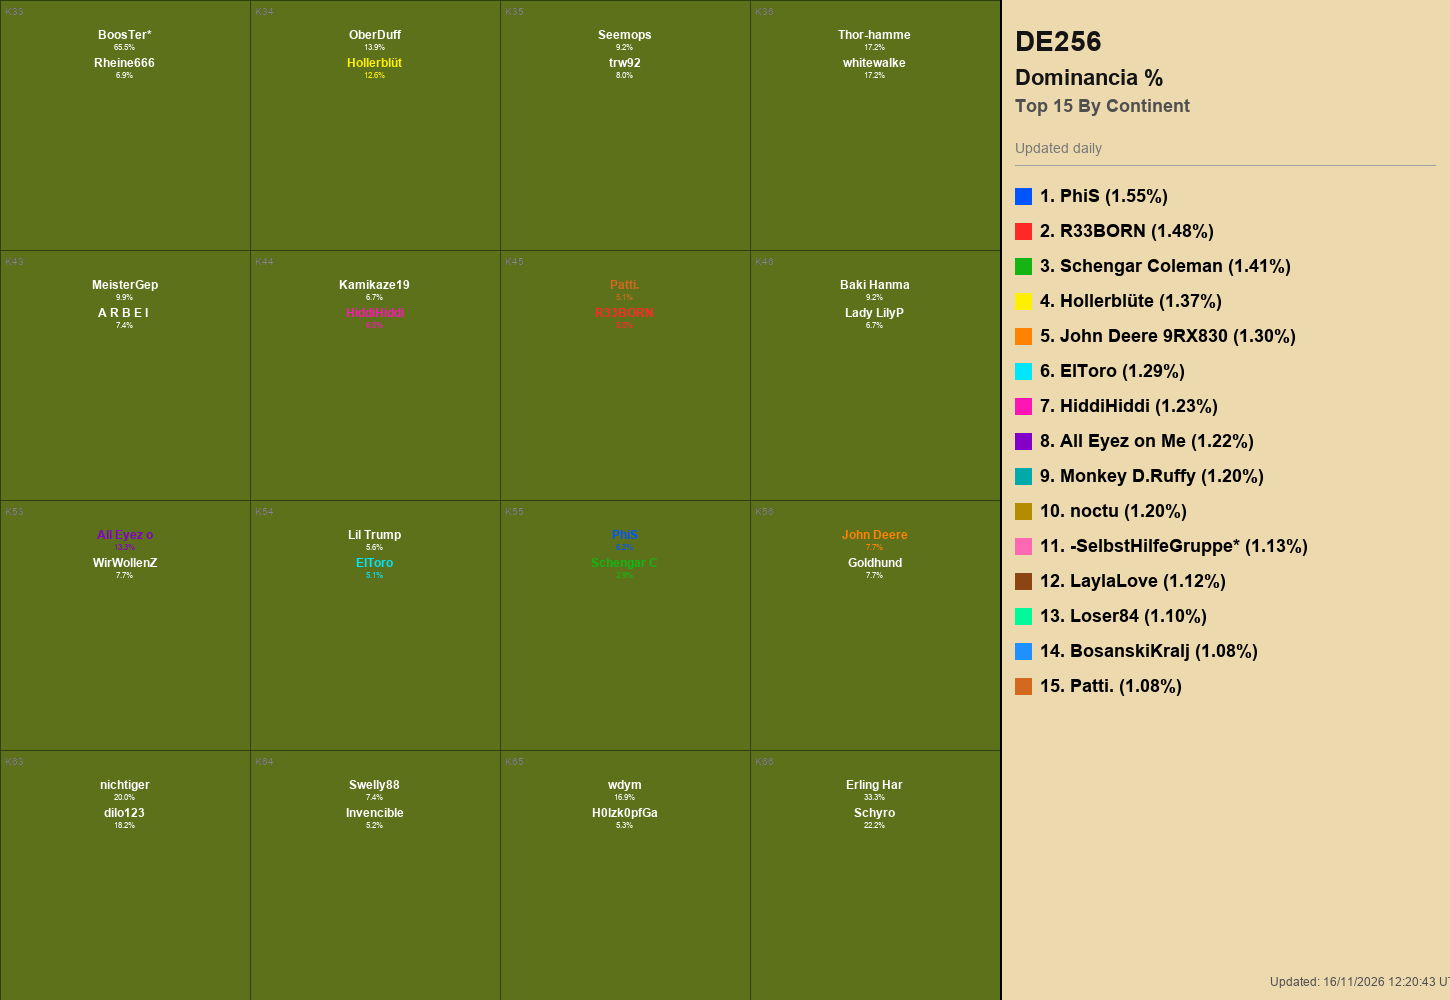 K33
BoosTer*
65.5%
Rheine666
6.9%
K34
OberDuff
13.9%
Hollerblüt
12.6%
K35
Seemops
9.2%
trw92
8.0%
K36
Thor-hamme
17.2%
whitewalke
17.2%
K43
MeisterGep
9.9%
A R B E I
7.4%
K44
Kamikaze19
6.7%
HiddiHiddi
K45
Patti.
5.1%
R33BORN
K46
Baki Hanma
9.2%
Lady LilyP
6.7%
K53
All Eyez o
13.3%
WirWollenZ
7.7%
K54
Lil Trump
5.6%
ElToro
5.1%
K55
PhiS
Schengar C
K56
John Deere
7.7%
Goldhund
7.7%
K63
nichtiger
20.0%
dilo123
18.2%
K64
Swelly88
7.4%
Invencible
5.2%
K65
wdym
16.9%
H0lzk0pfGa
5.3%
K66
Erling Har
33.3%
Schyro
22.2%
DE256
Dominancia %
Top 15 By Continent
Updated daily
1. PhiS (1.55%)
2. R33BORN (1.48%)
3. Schengar Coleman (1.41%)
4. Hollerblüte (1.37%)
5. John Deere 9RX830 (1.30%)
6. ElToro (1.29%)
7. HiddiHiddi (1.23%)
8. All Eyez on Me (1.22%)
9. Monkey D.Ruffy (1.20%)
10. noctu (1.20%)
11. -SelbstHilfeGruppe* (1.13%)
12. LaylaLove (1.12%)
13. Loser84 (1.10%)
14. BosanskiKralj (1.08%)
15. Patti. (1.08%)
Updated: 16/11/2026 12:20:43